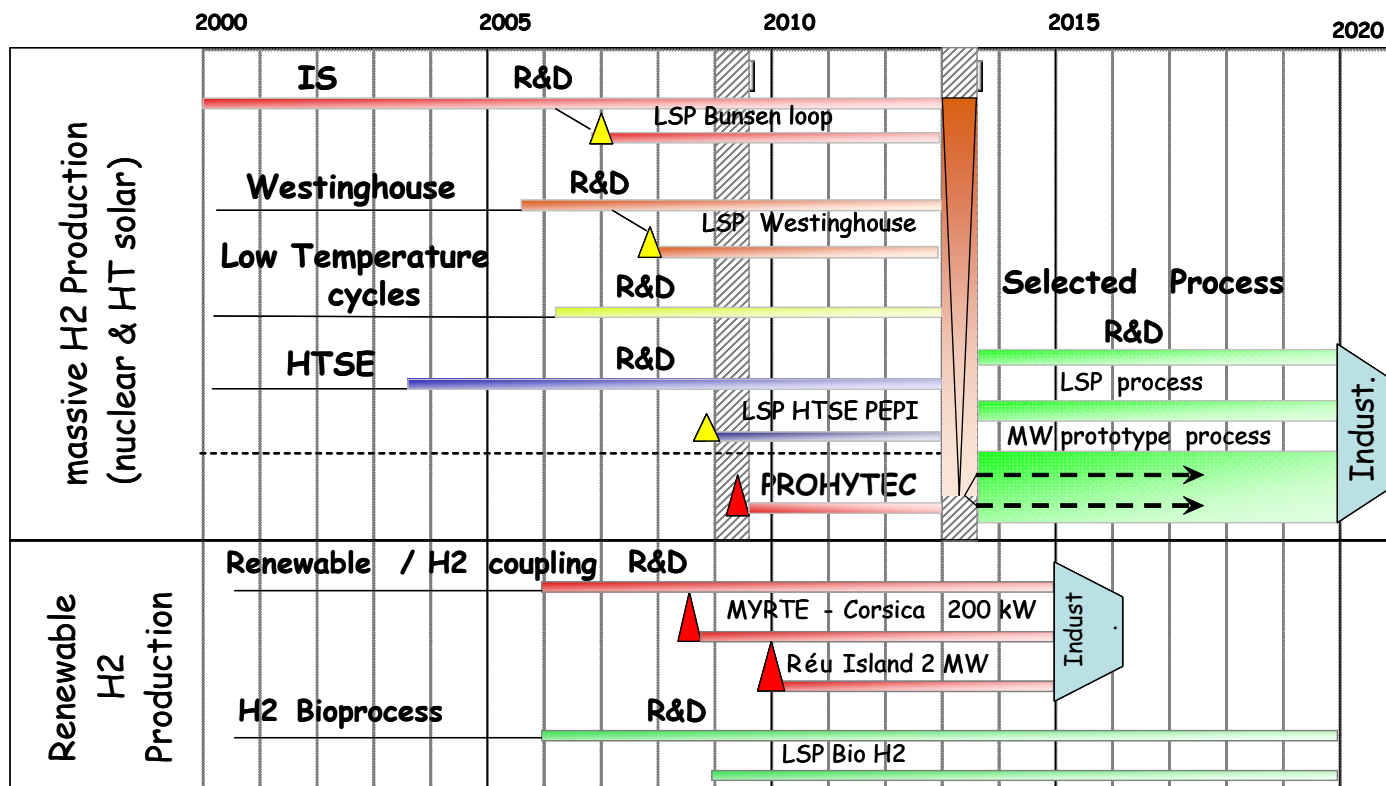 2000
2005
2010
2015
2020
massive H2 Production
(nuclear & HT solar)
IS
R&D
LSP Bunsen loop
Westinghouse
R&D
LSP Westinghouse
Low Temperature
cycles
R&D
HTSE
R&D
LSP HTSE PEPI
PROHYTEC
Selected Process
R&D
LSP process
MW prototype process
Indust.
Renewable
H2
Production
Renewable / H2 coupling
R&D
MYRTE - Corsica 200 kW
Réu Island 2 MW
Indust
.
H2 Bioprocess
R&D
LSP Bio H2